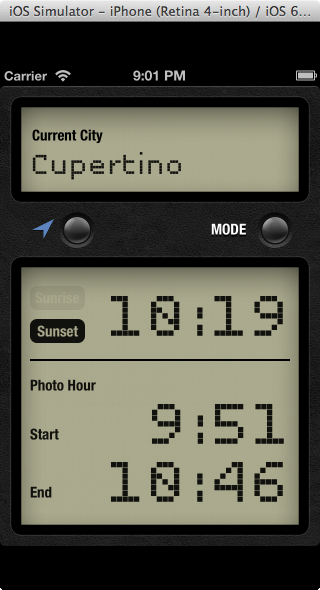 iOS Simulator - iPhone (Retina 4-inch) / iOS 6...
Carrier 9:01 PM
Current City
Cupertino
MODE
Sunrise
Sunset 10:19
Photo Hour
Start 9:51
End 10:46